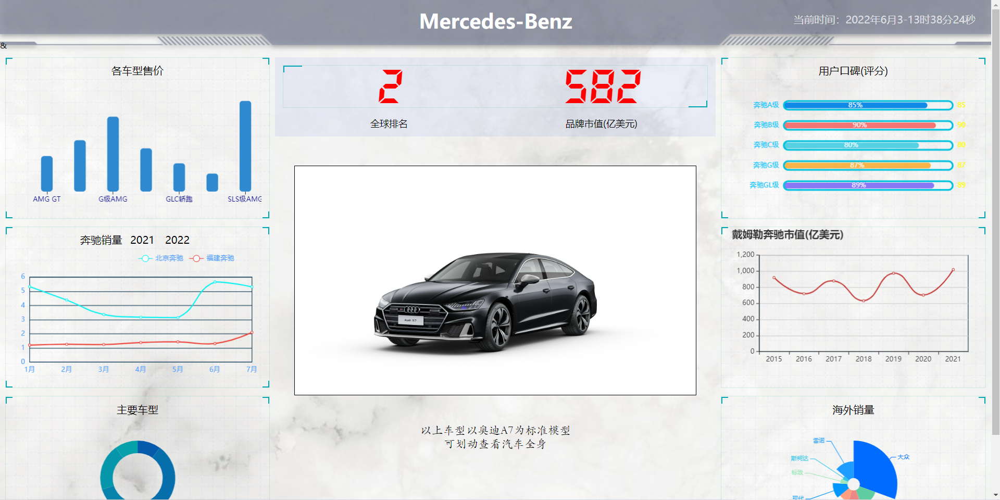 Mercedes-Benz
当前时间：2022年6月3-13时38分24秒
&
各车型售价
AMG GT
G级AMG
GLC轿跑
SLS级AMG
奔驰销量 2021 2022
北京奔驰
福建奔驰
6
5
4
3
2
1
0
1月 2月 3月 4月 5月 6月 7月
主要车型
2
582
全球排名
品牌市值(亿美元)
Audi S7
以上车型以奥迪A7为标准模型
可划动查看汽车全身
用户口碑(评分)
奔驰A级 85% 85
奔驰B级 90% 90
奔驰C级 80% 80
奔驰G级 87% 87
奔驰GL级 89% 89
戴姆勒奔驰市值(亿美元)
1,200
1,000
800
600
400
200
0
2015 2016 2017 2018 2019 2020 2021
海外销量
雷诺
大众
斯柯达
标致
现代